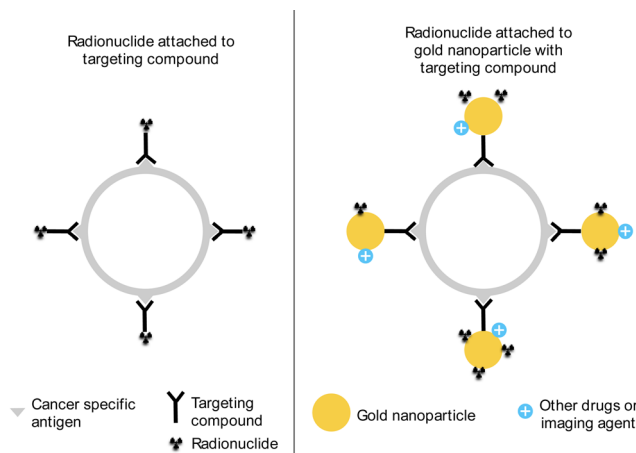 Radionuclide attached to
targeting compound
Radionuclide attached to
gold nanoparticle with
targeting compound
Cancer specific
antigen
Targeting
compound
Radionuclide
Gold nanoparticle
Other drugs or
imaging agent